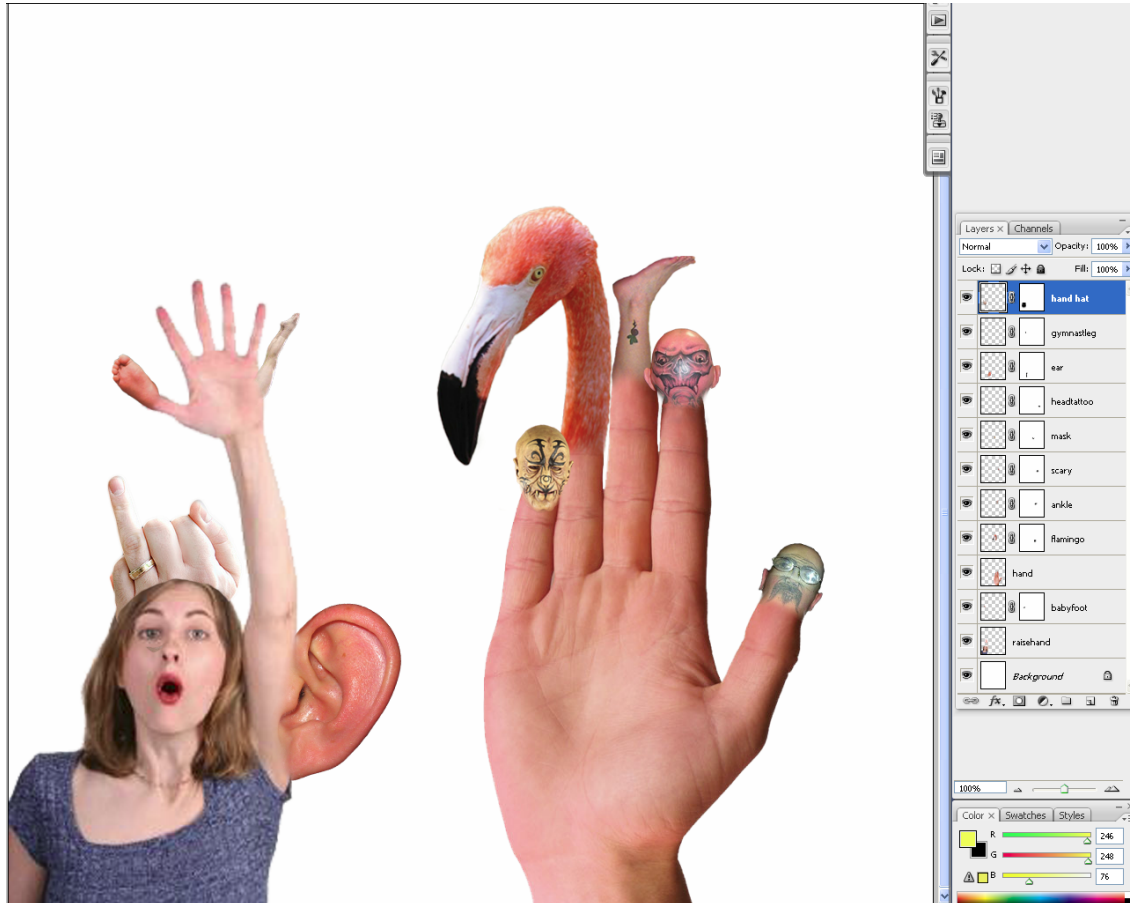 Layers × Channels
Normal Opacity: 100%
Lock: Fill: 100%
hand hat
gymnastleg
ear
headtattoo
mask
scary
ankle
flamingo
hand
babyfoot
raisehand
Background
fx.
100%
Color × Swatches Styles
R 246
G 248
B 76